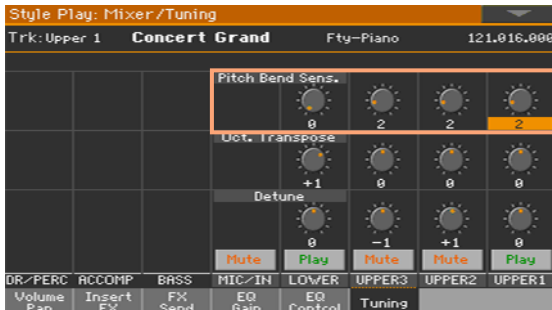 Style Play: Mixer/Tuning
Trk:Upper 1 Concert Grand Fty-Piano 121.016.000
Pitch Bend Sens.
0 2 2 2
Oct. Transpose
+1 0 0 0
Detune
0 -1 +1 0
Mute Play Mute Mute Play
DR/PERC ACCOMP BASS MIC/IN LOWER UPPER3 UPPER2 UPPER1
Volume Insert FX EQ EQ Tuning
Pan FX Send Gain Control